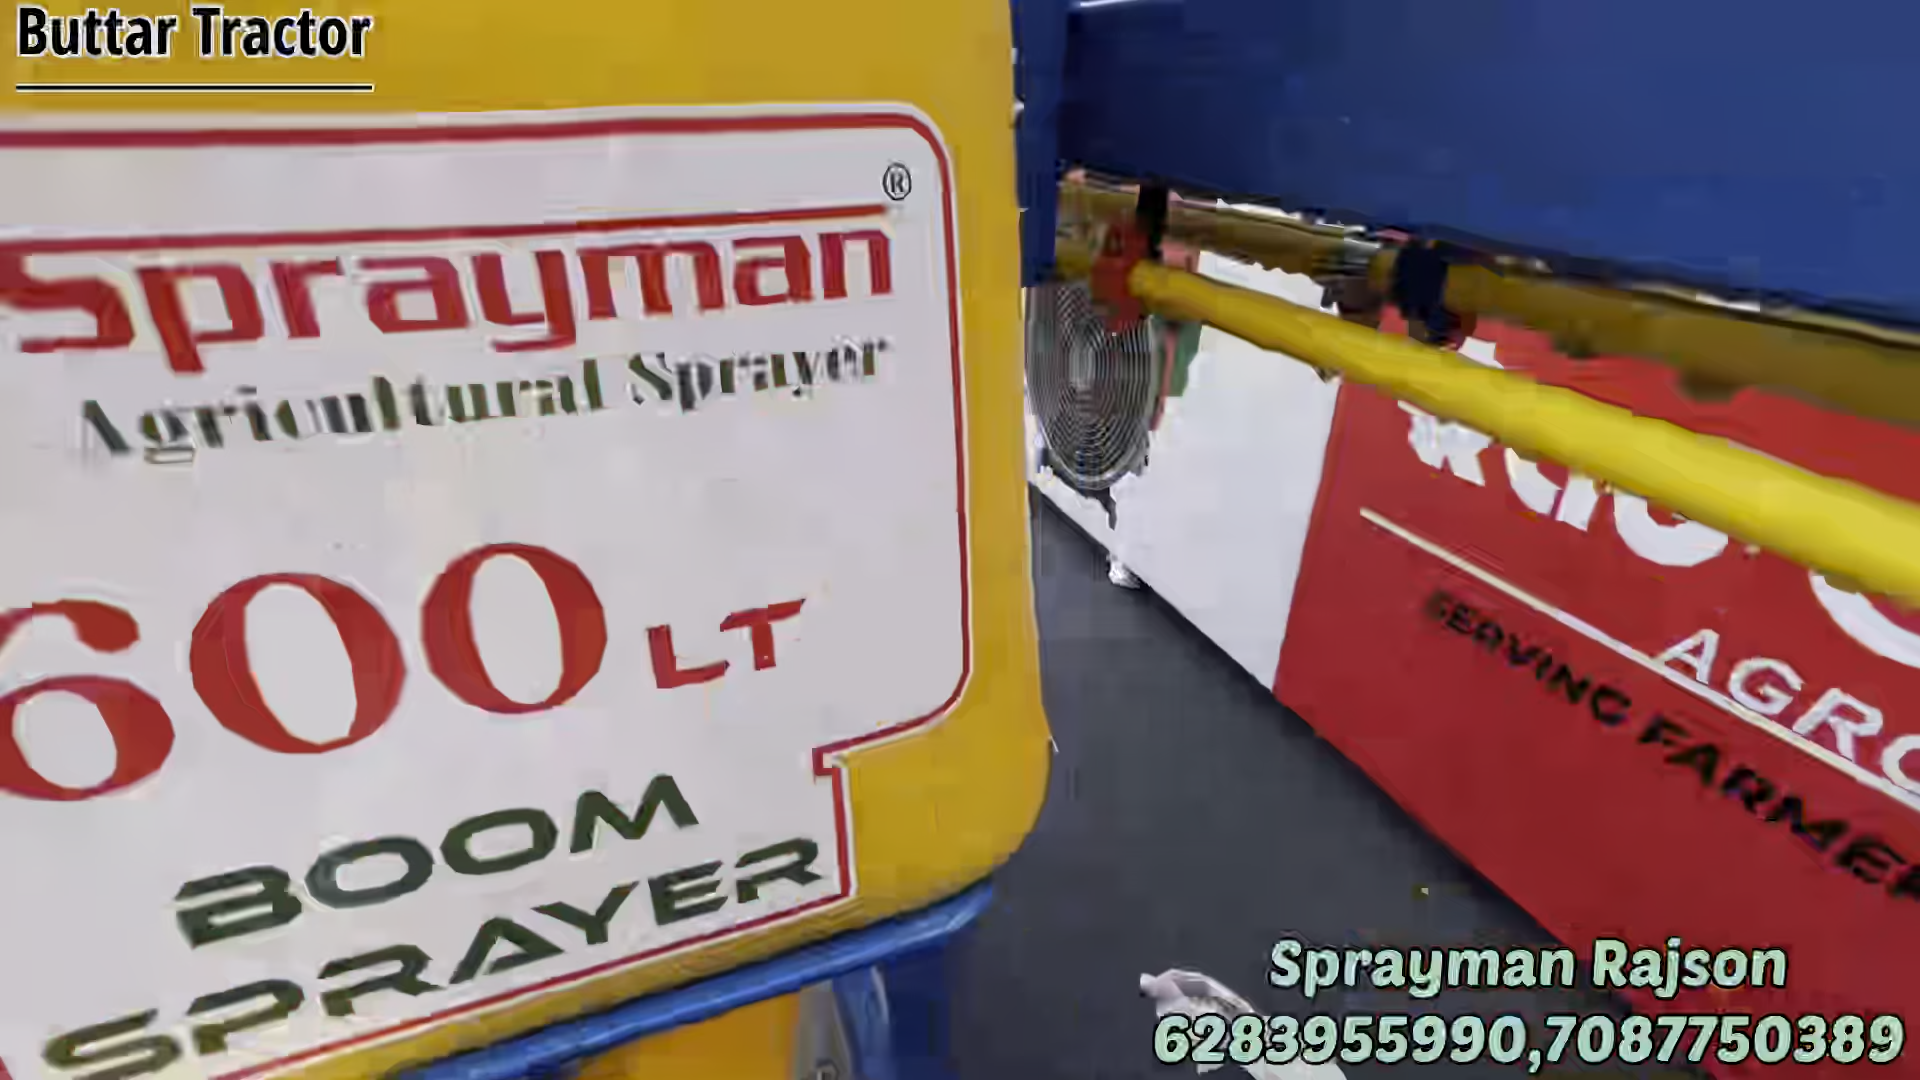 Buttar Tractor
®
Sprayman
Agricultural Sprayer
600 LT
BOOM
SPRAYER
AGRO
SERVING FARMER
Sprayman Rajson
6283955990,7087750389